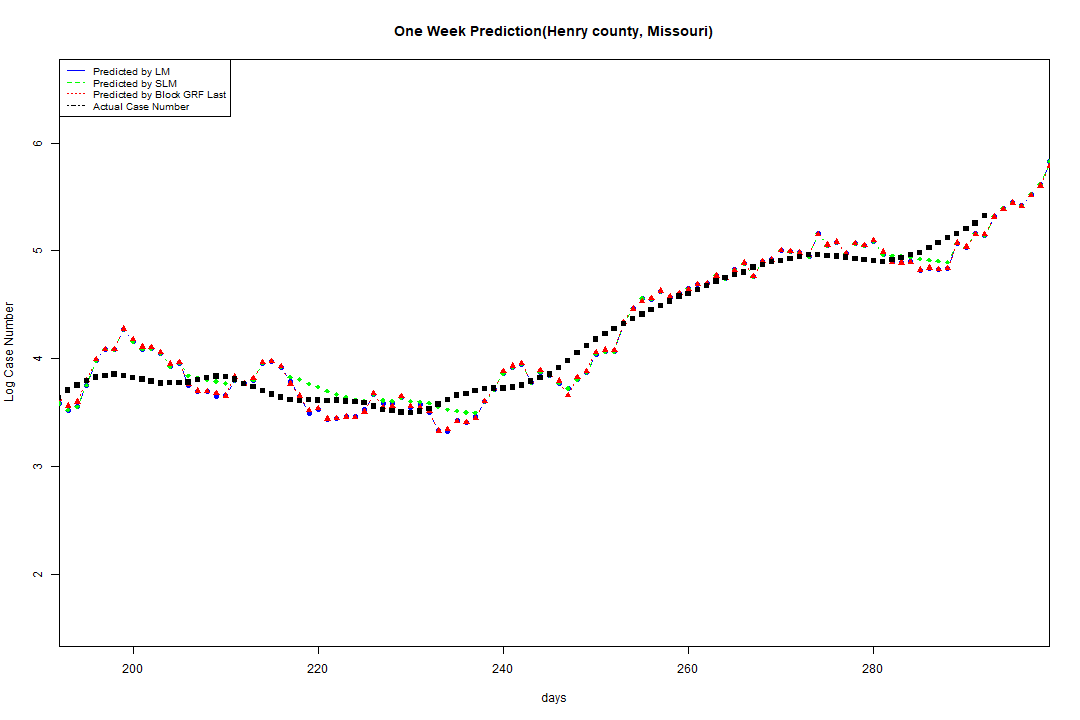 One Week Prediction(Henry county, Missouri)
Predicted by LM
Predicted by SLM
Predicted by Block GRF Last
Actual Case Number
6
5
4
3
2
Log Case Number
200 220 240 260 280
days